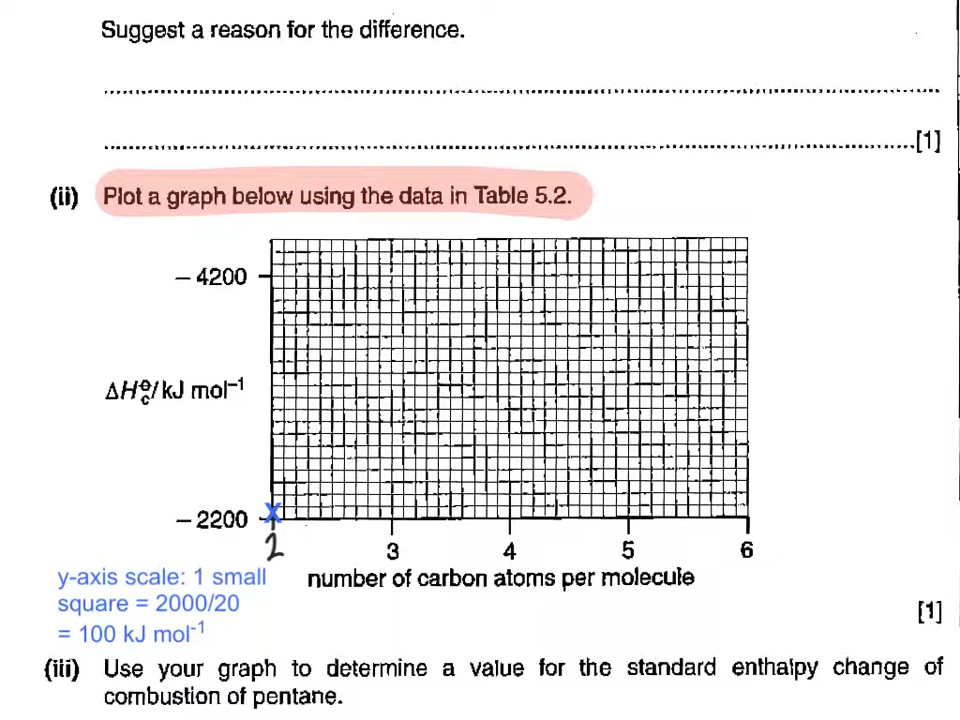 Suggest a reason for the difference.
[1]
(ii) Plot a graph below using the data in Table 5.2.
– 4200
ΔH⦵c / kJ mol⁻¹
– 2200
2 3 4 5 6
number of carbon atoms per molecule
y-axis scale: 1 small
square = 2000/20
= 100 kJ mol⁻¹
[1]
(iii) Use your graph to determine a value for the standard enthalpy change of
combustion of pentane.